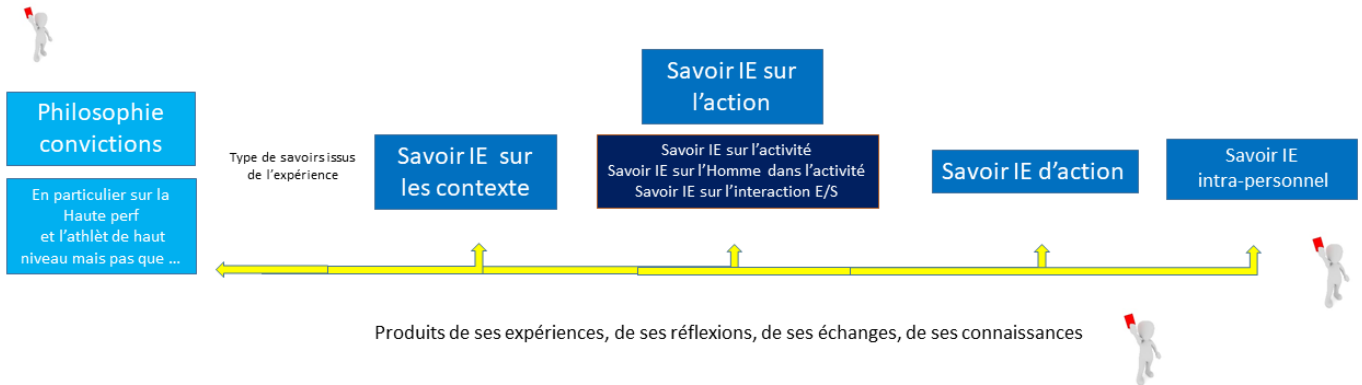 Philosophie
convictions
En particulier sur la
Haute perf
et l’athlèt de haut
niveau mais pas que …
Type de savoirs issus
de l’expérience
Savoir IE sur
les contexte
Savoir IE sur
l’action
Savoir IE sur l’activité
Savoir IE sur l’Homme dans l’activité
Savoir IE sur l’interaction E/S
Savoir IE d’action
Savoir IE
intra-personnel
Produits de ses expériences, de ses réflexions, de ses échanges, de ses connaissances